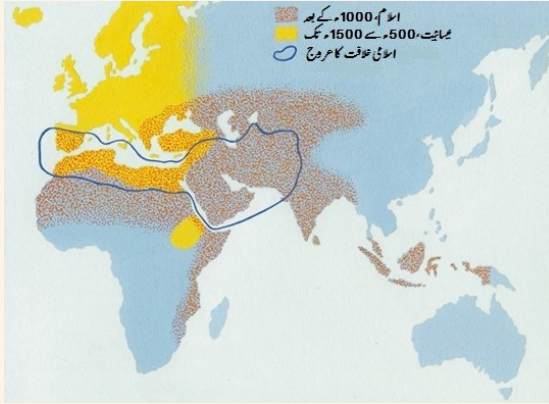 اسلام، 1000ء کے بعد
عیسائیت، 500ء سے 1500ء تک
اسلامی خلافت کا عروج